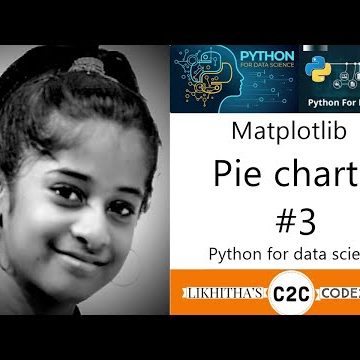 PYTHON
FOR DATA SCIENCE
Python For
Matplotlib
Pie chart
#3
Python for data scie
LIKHITHA'S C2C CODE